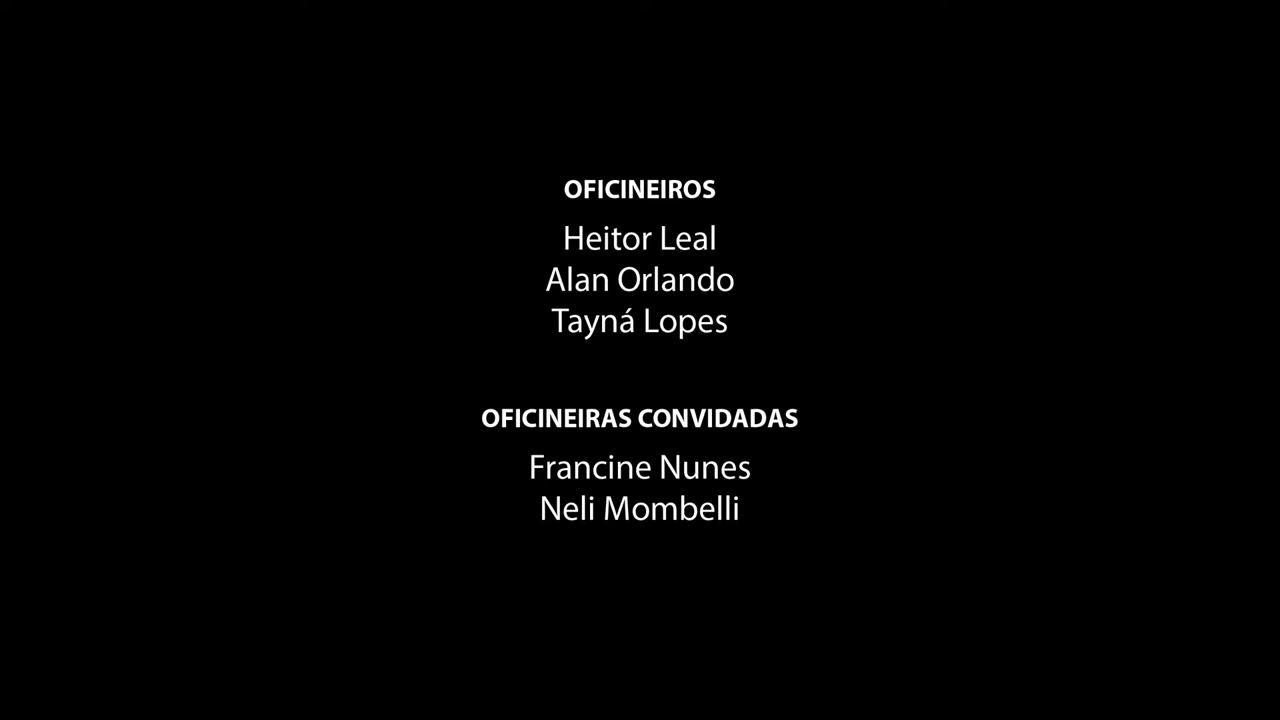 OFICINEIROS
Heitor Leal
Alan Orlando
Tayná Lopes
OFICINEIRAS CONVIDADAS
Francine Nunes
Neli Mombelli